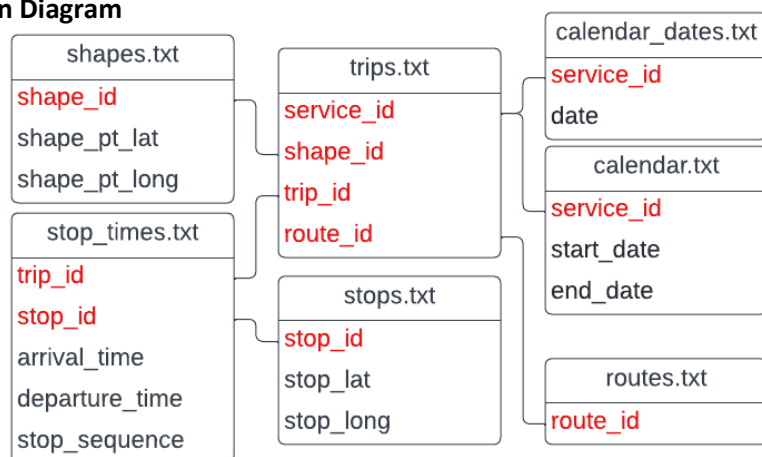 n Diagram
shapes.txt
shape_id
shape_pt_lat
shape_pt_long
stop_times.txt
trip_id
stop_id
arrival_time
departure_time
stop_sequence
trips.txt
service_id
shape_id
trip_id
route_id
stops.txt
stop_id
stop_lat
stop_long
calendar_dates.txt
service_id
date
calendar.txt
service_id
start_date
end_date
routes.txt
route_id